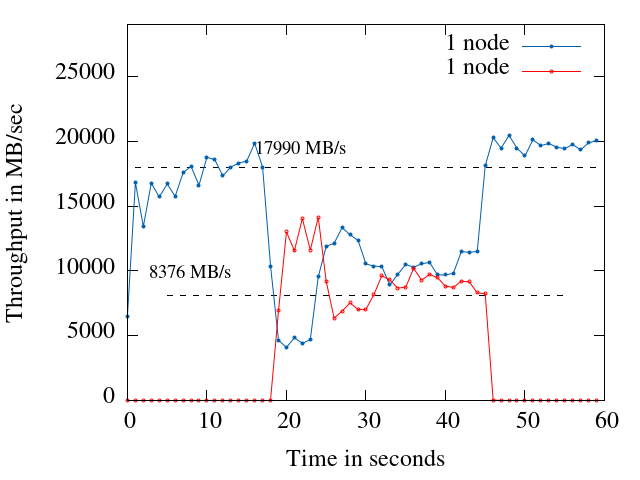 1 node
1 node
25000
20000
15000
10000
5000
0
17990 MB/s
8376 MB/s
0 10 20 30 40 50 60
Time in seconds
Throughput in MB/sec